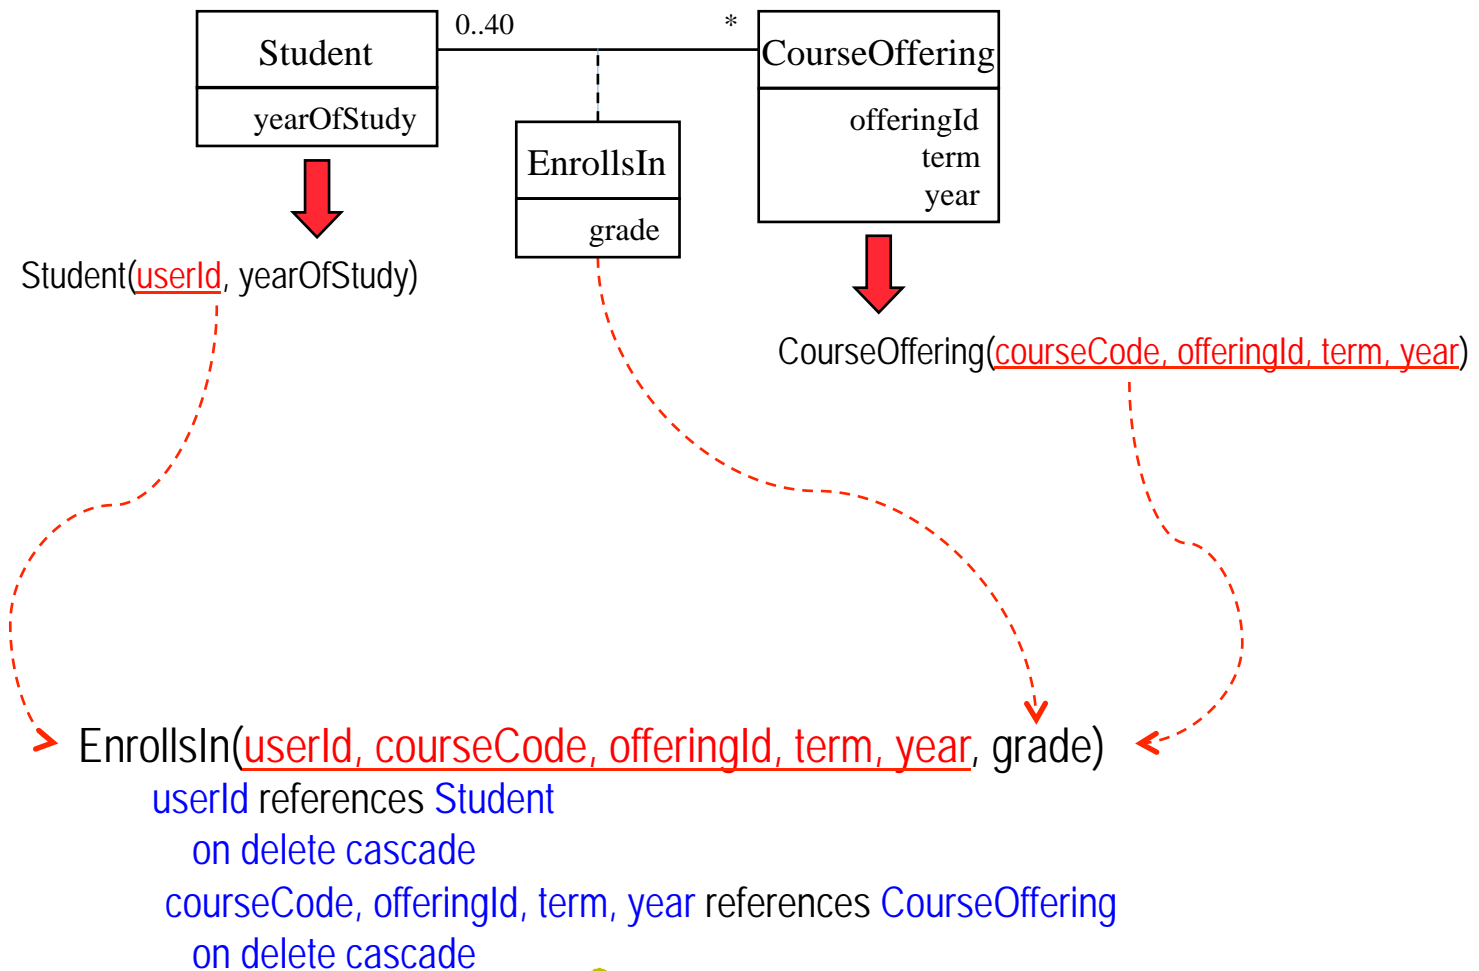 0..40
*
Student
CourseOffering
yearOfStudy
offeringId
term
year
EnrollsIn
grade
Student(userId, yearOfStudy)
CourseOffering(courseCode, offeringId, term, year)
EnrollsIn(userId, courseCode, offeringId, term, year, grade)
userId references Student
on delete cascade
courseCode, offeringId, term, year references CourseOffering
on delete cascade